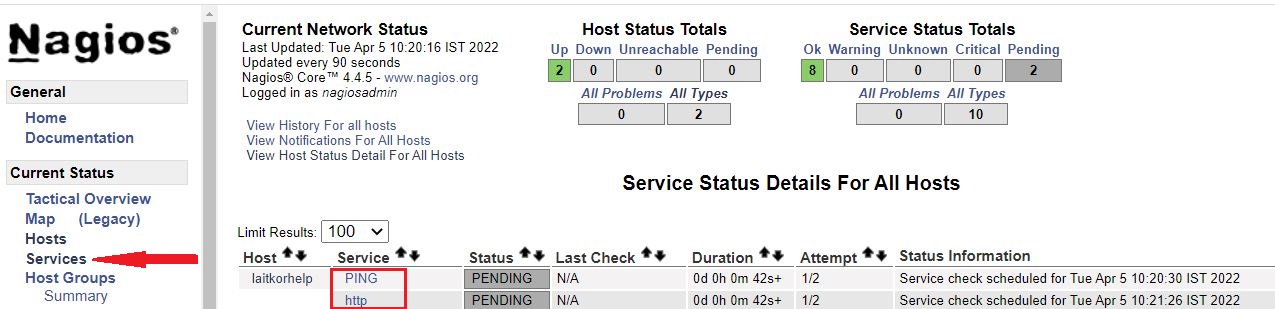 Nagios®
General
Home
Documentation
Current Status
Tactical Overview
Map (Legacy)
Hosts
Services
Host Groups
Summary
Current Network Status
Last Updated: Tue Apr 5 10:20:16 IST 2022
Updated every 90 seconds
Nagios® Core™ 4.4.5 - www.nagios.org
Logged in as nagiosadmin
View History For all hosts
View Notifications For All Hosts
View Host Status Detail For All Hosts
Host Status Totals
Up Down Unreachable Pending
2 0 0 0
All Problems All Types
0 2
Service Status Totals
Ok Warning Unknown Critical Pending
8 0 0 0 2
All Problems All Types
0 10
Service Status Details For All Hosts
Limit Results: 100
Host Service Status Last Check Duration Attempt Status Information
laitkorhelp PING PENDING N/A 0d 0h 0m 42s+ 1/2 Service check scheduled for Tue Apr 5 10:20:30 IST 2022
http PENDING N/A 0d 0h 0m 42s+ 1/2 Service check scheduled for Tue Apr 5 10:21:26 IST 2022